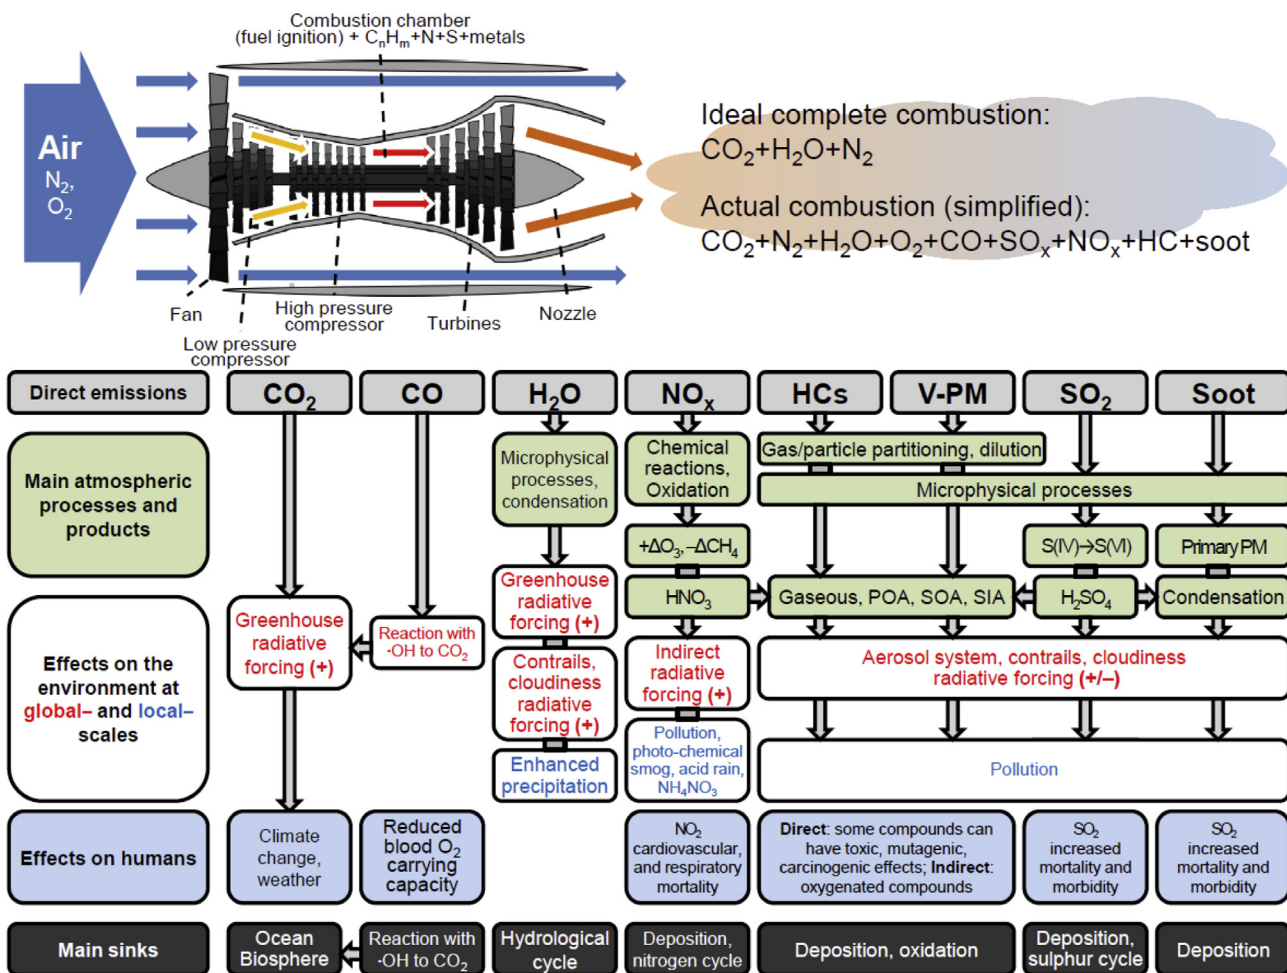 Combustion chamber
(fuel ignition) + CₙHₘ+N+S+metals
Air
N₂,
O₂
Fan
Low pressure
compressor
High pressure
compressor
Turbines
Nozzle
Ideal complete combustion:
CO₂+H₂O+N₂
Actual combustion (simplified):
CO₂+N₂+H₂O+O₂+CO+SOₓ+NOₓ+HC+soot
Direct emissions
CO₂
CO
H₂O
NOₓ
HCs
V-PM
SO₂
Soot
Main atmospheric
processes and
products
Microphysical
processes,
condensation
Chemical
reactions,
Oxidation
Gas/particle partitioning, dilution
Microphysical processes
+ΔO₃, –ΔCH₄
S(IV)→S(VI)
Primary PM
HNO₃
Gaseous, POA, SOA, SIA
H₂SO₄
Condensation
Effects on the
environment at
global– and local–
scales
Greenhouse
radiative
forcing (+)
Reaction with
·OH to CO₂
Greenhouse
radiative
forcing (+)
Contrails,
cloudiness
radiative
forcing (+)
Enhanced
precipitation
Indirect
radiative
forcing (+)
Pollution,
photo-chemical
smog, acid rain,
NH₄NO₃
Aerosol system, contrails, cloudiness
radiative forcing (+/–)
Pollution
Effects on humans
Climate
change,
weather
Reduced
blood O₂
carrying
capacity
NO₂
cardiovascular,
and respiratory
mortality
Direct: some compounds can
have toxic, mutagenic,
carcinogenic effects; Indirect:
oxygenated compounds
SO₂
increased
mortality and
morbidity
SO₂
increased
mortality and
morbidity
Main sinks
Ocean
Biosphere
Reaction with
·OH to CO₂
Hydrological
cycle
Deposition,
nitrogen cycle
Deposition, oxidation
Deposition,
sulphur cycle
Deposition